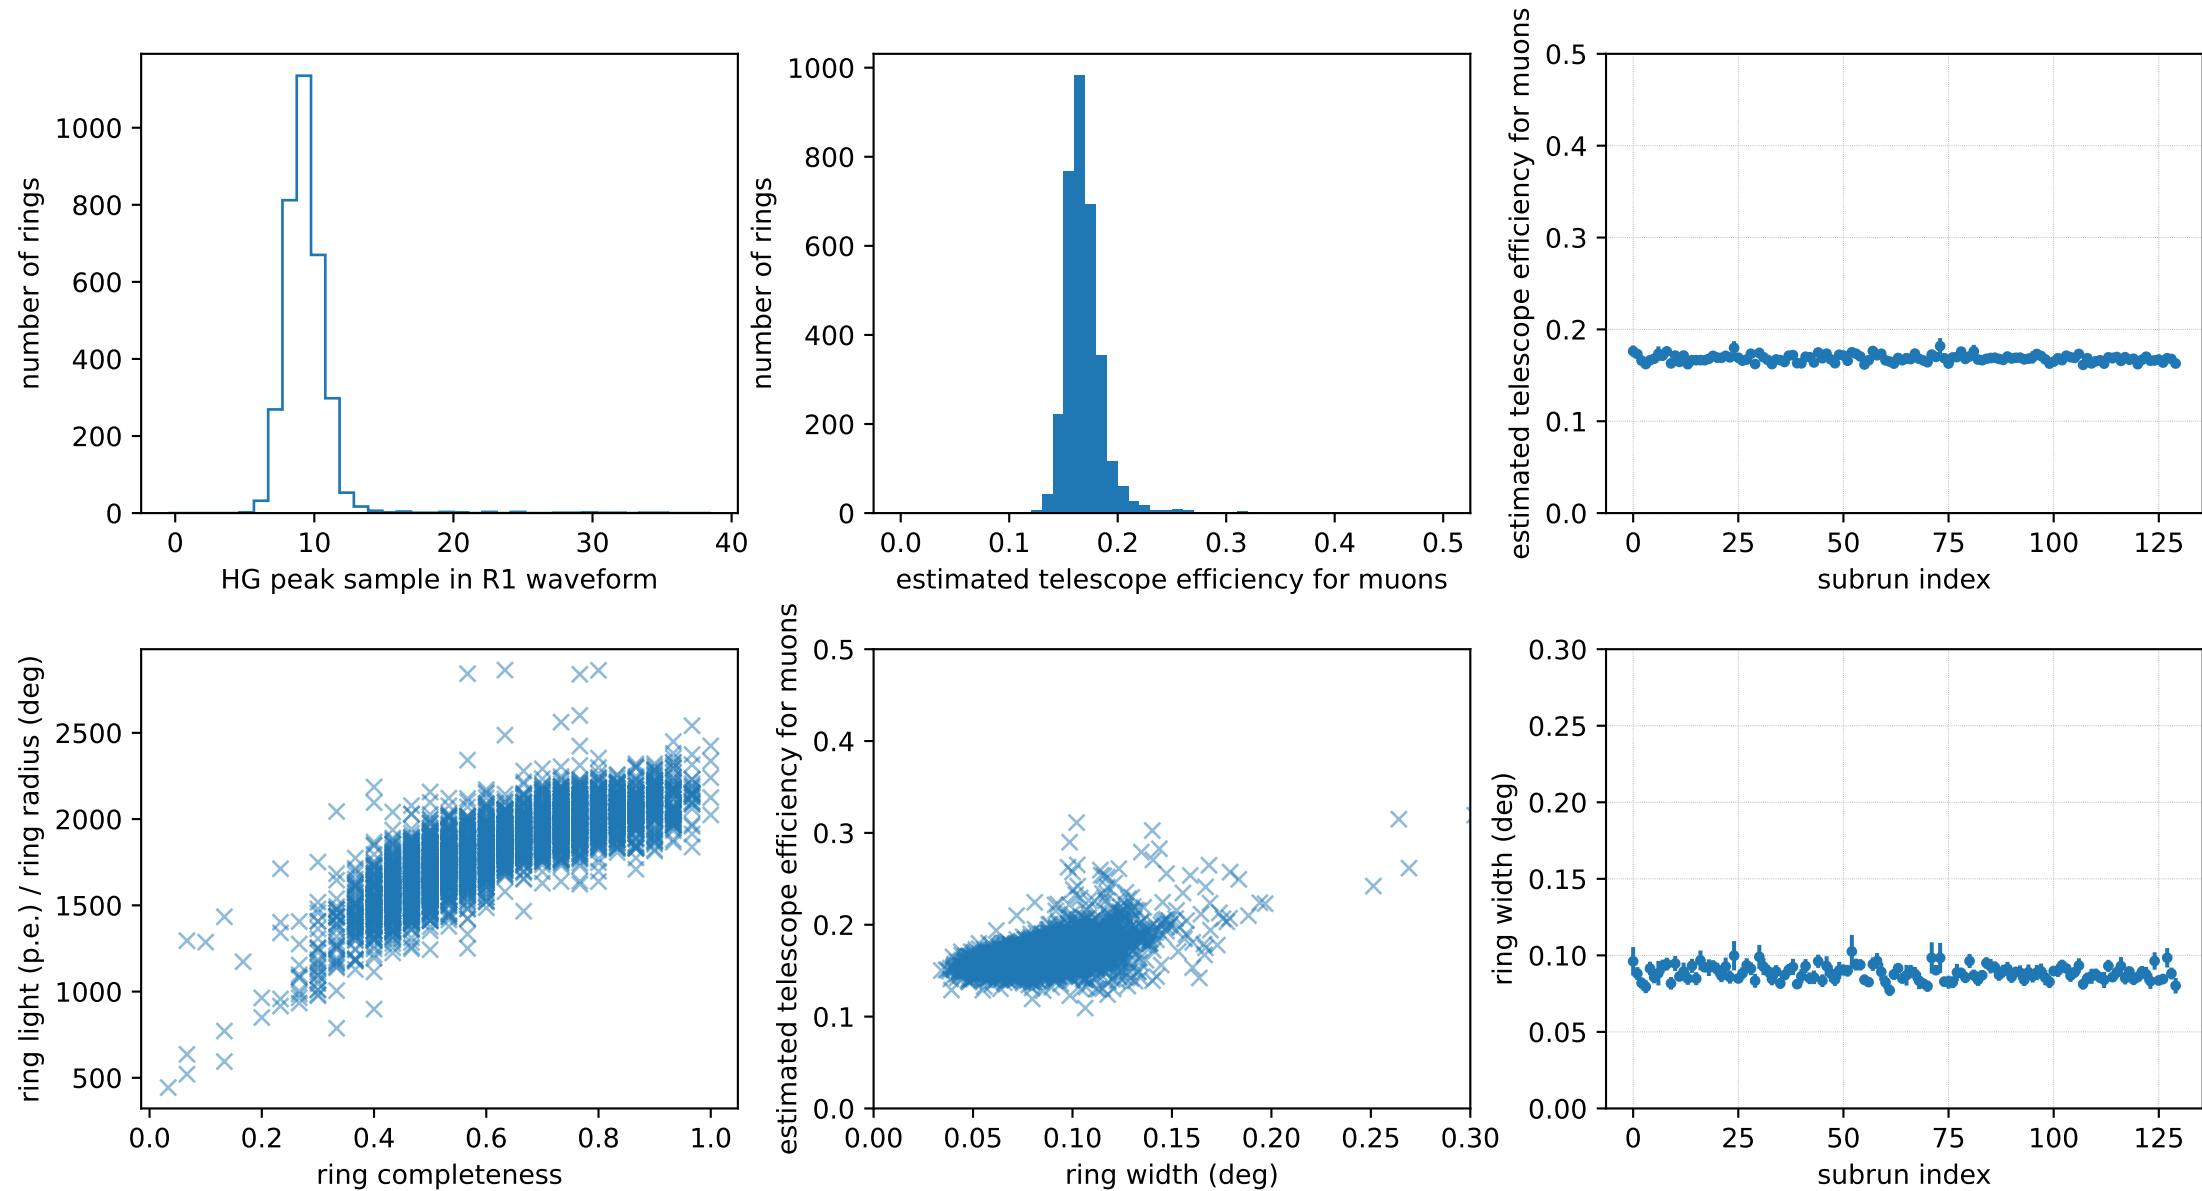 1000
800
600
400
200
0
number of rings
0 10 20 30 40
HG peak sample in R1 waveform
1000
800
600
400
200
0
number of rings
0.0 0.1 0.2 0.3 0.4 0.5
estimated telescope efficiency for muons
0.5
0.4
0.3
0.2
0.1
0.0
estimated telescope efficiency for muons
0 25 50 75 100 125
subrun index
2500
2000
1500
1000
500
ring light (p.e.) / ring radius (deg)
0.0 0.2 0.4 0.6 0.8 1.0
ring completeness
0.5
0.4
0.3
0.2
0.1
0.0
estimated telescope efficiency for muons
0.00 0.05 0.10 0.15 0.20 0.25 0.30
ring width (deg)
0.30
0.25
0.20
0.15
0.10
0.05
0.00
ring width (deg)
0 25 50 75 100 125
subrun index